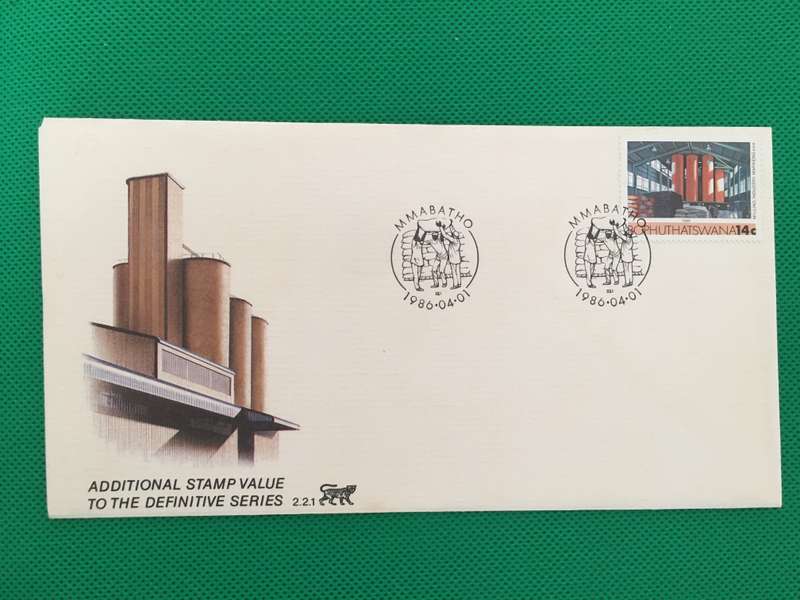 MMABATHO
1986·04·01
MMABATHO
1986·04·01
BOPHUTHATSWANA 14c
ADDITIONAL STAMP VALUE
TO THE DEFINITIVE SERIES 2.2.1